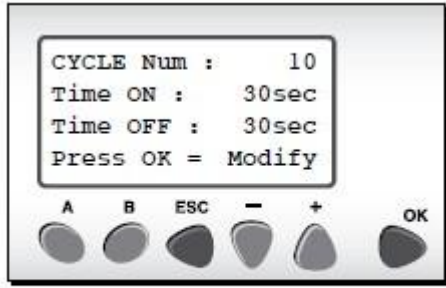 CYCLE Num : 10
Time ON : 30sec
Time OFF : 30sec
Press OK = Modify
A B ESC − + OK